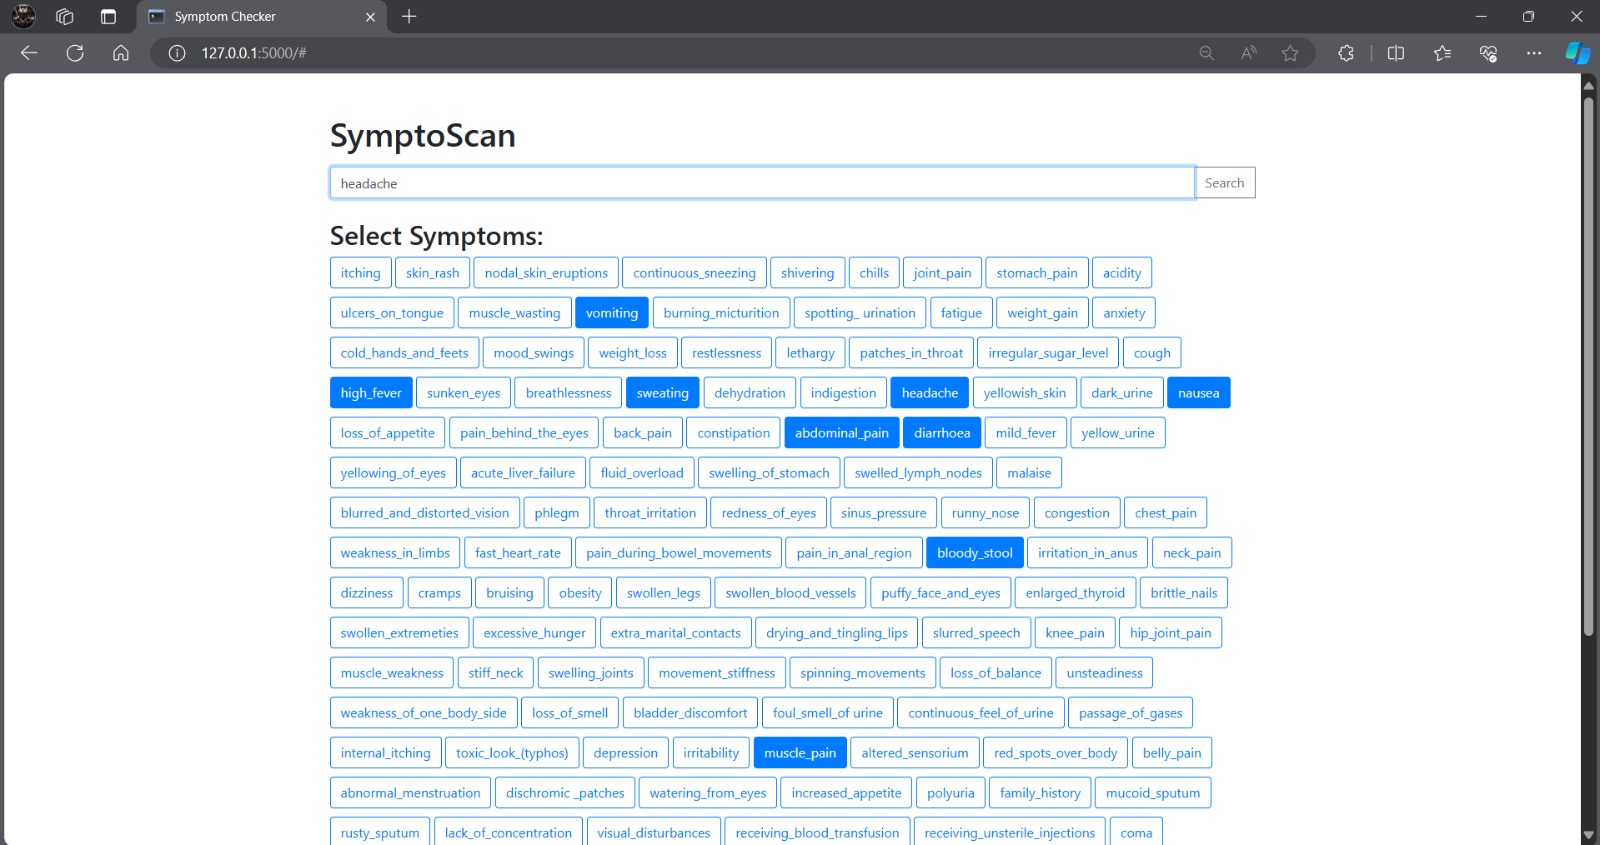 Symptom Checker
127.0.0.1:5000/#
SymptoScan
headache Search
Select Symptoms:
itching skin_rash nodal_skin_eruptions continuous_sneezing shivering chills joint_pain stomach_pain acidity
ulcers_on_tongue muscle_wasting vomiting burning_micturition spotting_ urination fatigue weight_gain anxiety
cold_hands_and_feets mood_swings weight_loss restlessness lethargy patches_in_throat irregular_sugar_level cough
high_fever sunken_eyes breathlessness sweating dehydration indigestion headache yellowish_skin dark_urine nausea
loss_of_appetite pain_behind_the_eyes back_pain constipation abdominal_pain diarrhoea mild_fever yellow_urine
yellowing_of_eyes acute_liver_failure fluid_overload swelling_of_stomach swelled_lymph_nodes malaise
blurred_and_distorted_vision phlegm throat_irritation redness_of_eyes sinus_pressure runny_nose congestion chest_pain
weakness_in_limbs fast_heart_rate pain_during_bowel_movements pain_in_anal_region bloody_stool irritation_in_anus neck_pain
dizziness cramps bruising obesity swollen_legs swollen_blood_vessels puffy_face_and_eyes enlarged_thyroid brittle_nails
swollen_extremeties excessive_hunger extra_marital_contacts drying_and_tingling_lips slurred_speech knee_pain hip_joint_pain
muscle_weakness stiff_neck swelling_joints movement_stiffness spinning_movements loss_of_balance unsteadiness
weakness_of_one_body_side loss_of_smell bladder_discomfort foul_smell_of urine continuous_feel_of_urine passage_of_gases
internal_itching toxic_look_(typhos) depression irritability muscle_pain altered_sensorium red_spots_over_body belly_pain
abnormal_menstruation dischromic _patches watering_from_eyes increased_appetite polyuria family_history mucoid_sputum
rusty_sputum lack_of_concentration visual_disturbances receiving_blood_transfusion receiving_unsterile_injections coma